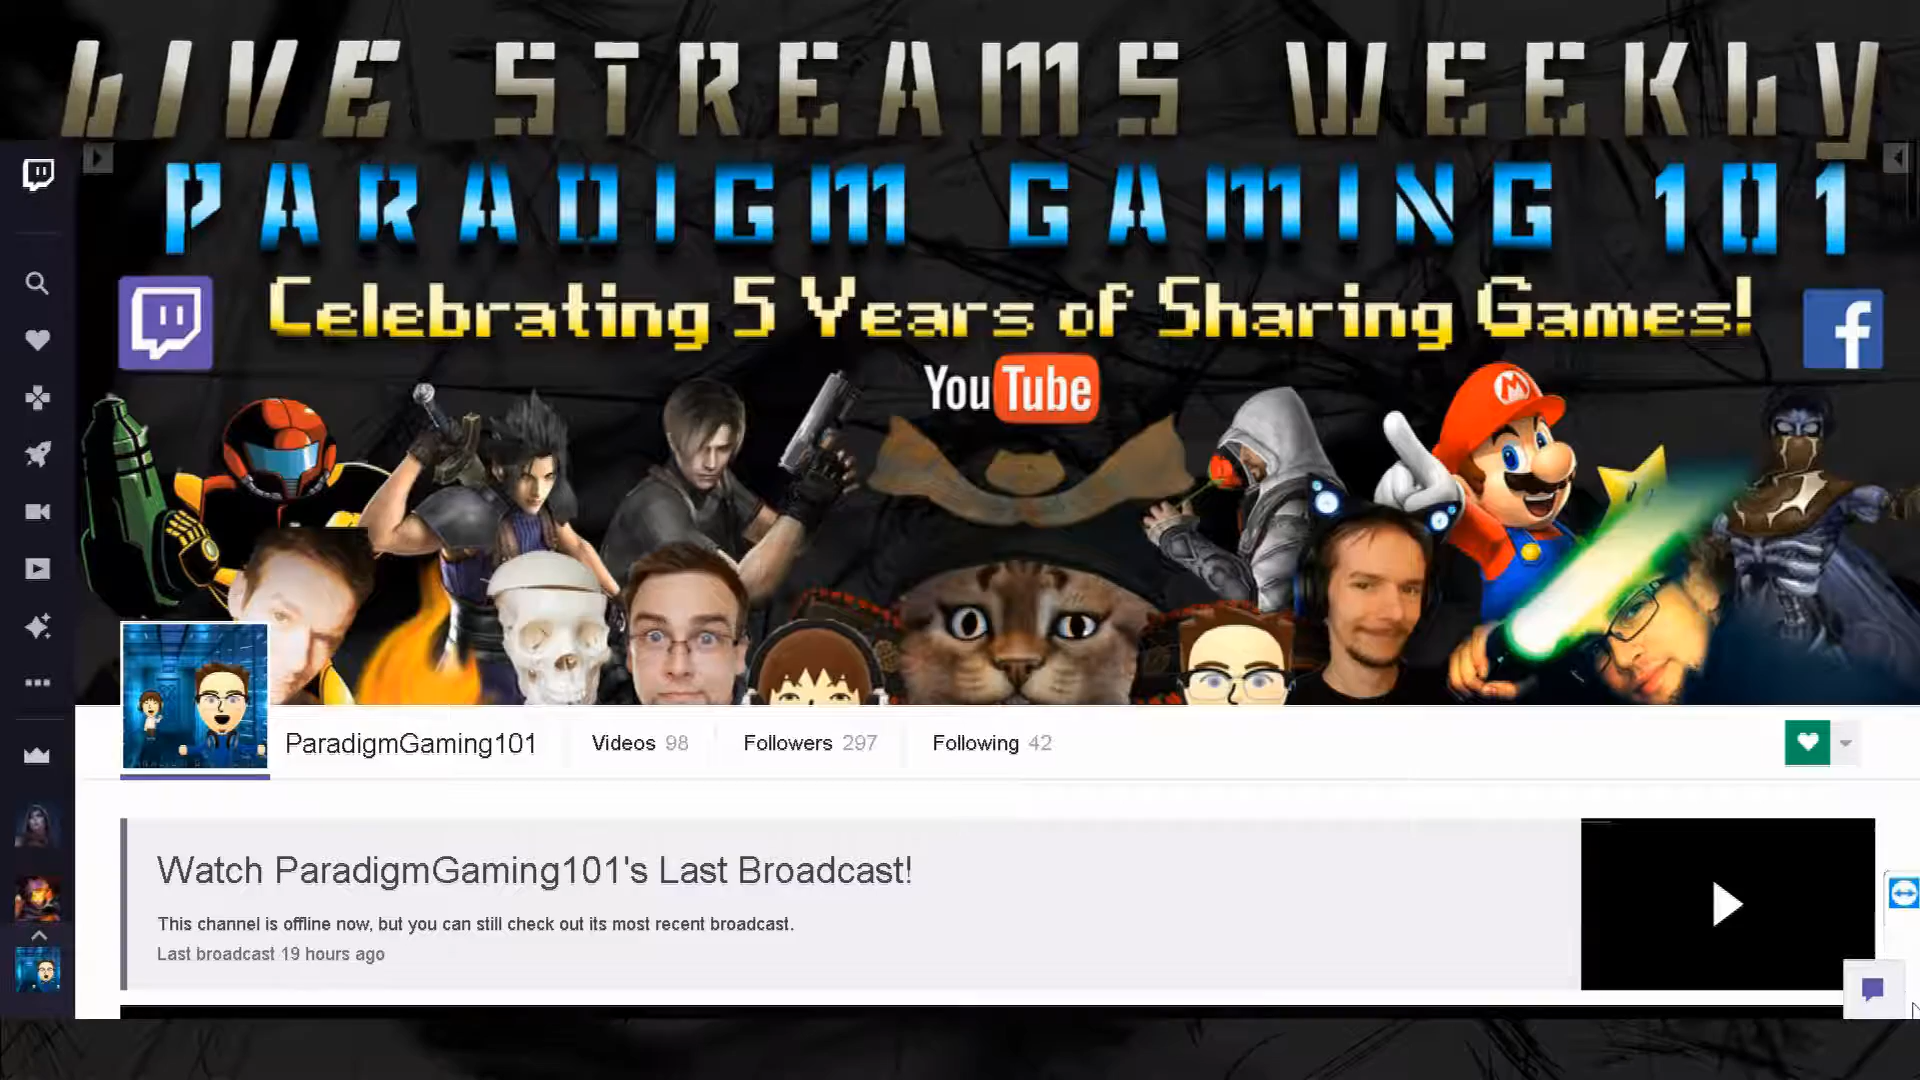 LIVE STREAMS WEEKLY
PARADIGM GAMING 101
Celebrating 5 Years of Sharing Games!
f
YouTube
M
ParadigmGaming101
Videos 98
Followers 297
Following 42
Watch ParadigmGaming101's Last Broadcast!
This channel is offline now, but you can still check out its most recent broadcast.
Last broadcast 19 hours ago